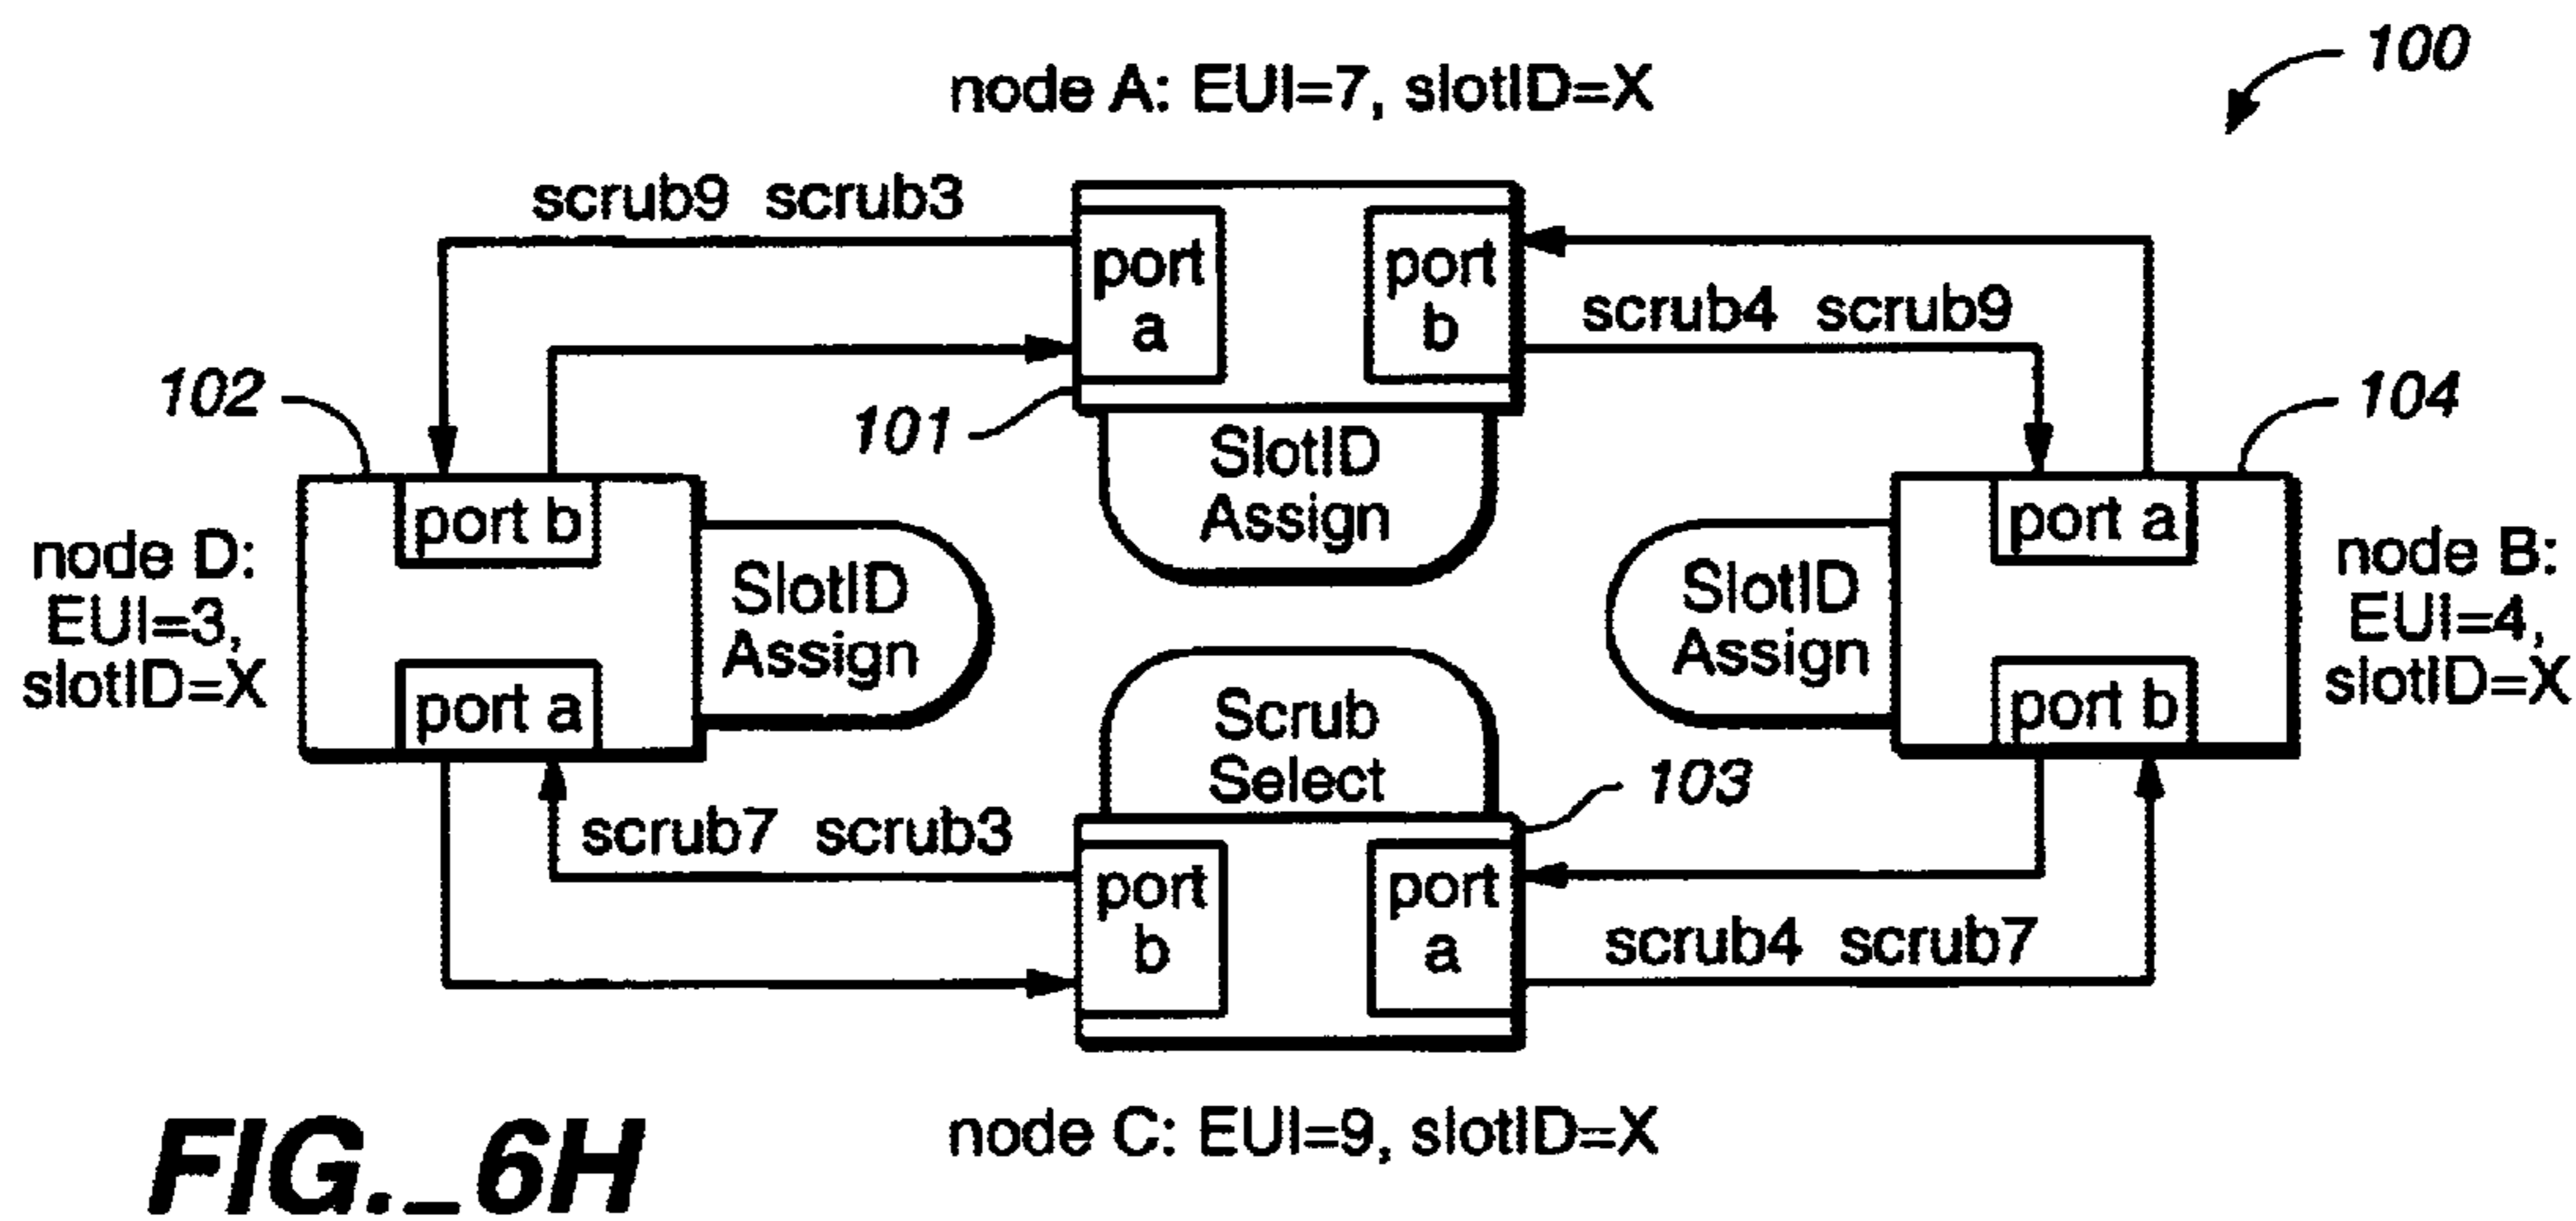 100
node A: EUI=7, slotID=X
scrub9 scrub3
port a
port b
scrub4 scrub9
102
101
104
SlotID Assign
port b
port a
node D:
EUI=3,
slotID=X
SlotID Assign
SlotID Assign
node B:
EUI=4,
slotID=X
port a
port b
Scrub Select
103
scrub7 scrub3
port b
port a
scrub4 scrub7
node C: EUI=9, slotID=X
FIG._6H